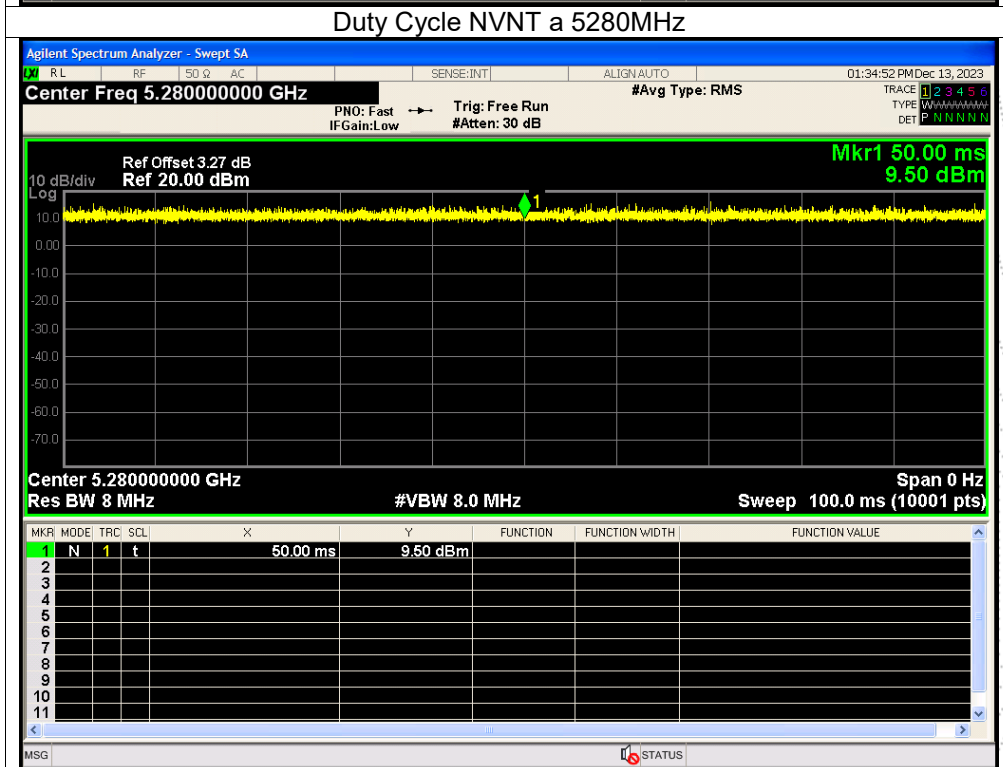 Duty Cycle NVNT a 5280MHz
Agilent Spectrum Analyzer - Swept SA
LXI RL RF 50 Ω AC SENSE:INT ALIGN AUTO 01:34:52 PM Dec 13, 2023
Center Freq 5.280000000 GHz #Avg Type: RMS TRACE 1 2 3 4 5 6
PNO: Fast Trig: Free Run TYPE WWWWWW
IFGain:Low #Atten: 30 dB DET P N N N N N
Mkr1 50.00 ms
Ref Offset 3.27 dB
10 dB/div Ref 20.00 dBm 9.50 dBm
Log
1
10.0
0.00
-10.0
-20.0
-30.0
-40.0
-50.0
-60.0
-70.0
Center 5.280000000 GHz Span 0 Hz
Res BW 8 MHz #VBW 8.0 MHz Sweep 100.0 ms (10001 pts)
MKR MODE TRC SCL X Y FUNCTION FUNCTION WIDTH FUNCTION VALUE
1 N 1 t 50.00 ms 9.50 dBm
2
3
4
5
6
7
8
9
10
11
MSG STATUS